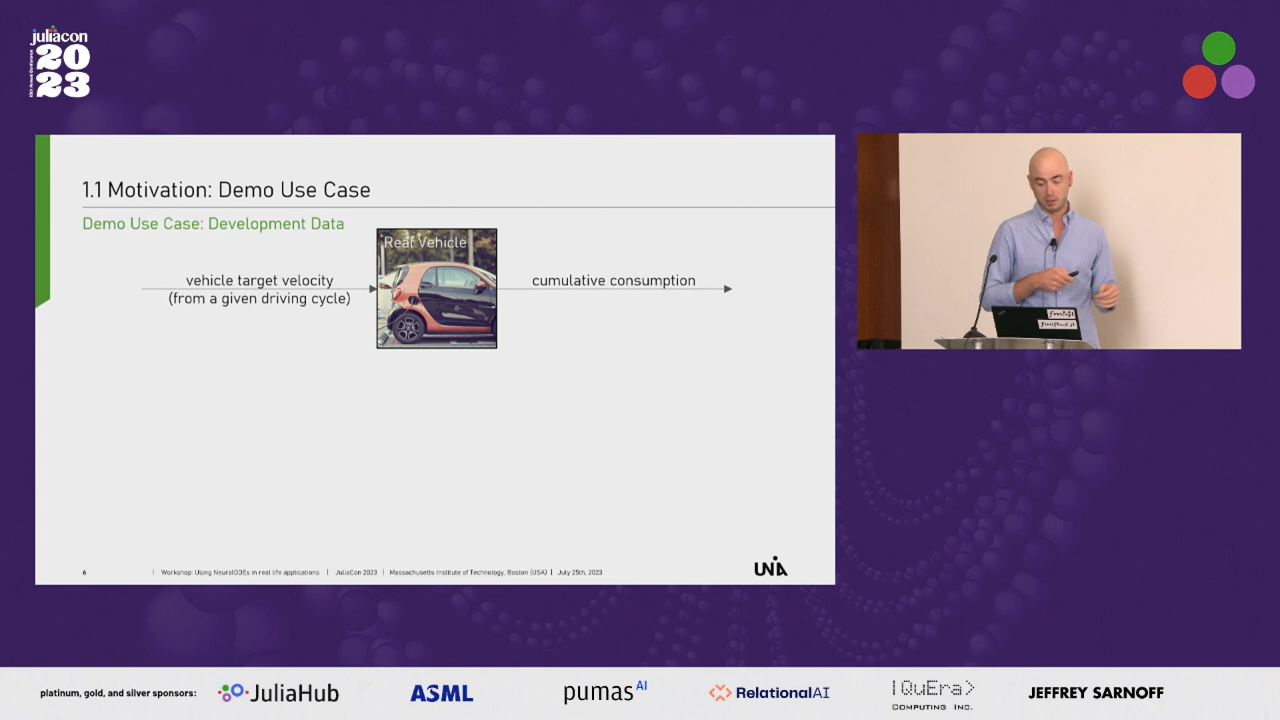 juliacon
20
23
1.1 Motivation: Demo Use Case
Demo Use Case: Development Data
Real Vehicle
vehicle target velocity
(from a given driving cycle)
cumulative consumption
6 | Workshop: Using NeuralODEs in real life applications | JuliaCon 2023 | Massachusetts Institute of Technology, Boston (USA) | July 25th, 2023
UNIA
platinum, gold, and silver sponsors:
JuliaHub
ASML
pumas AI
RelationalAI
|QuEra>
COMPUTING INC.
JEFFREY SARNOFF